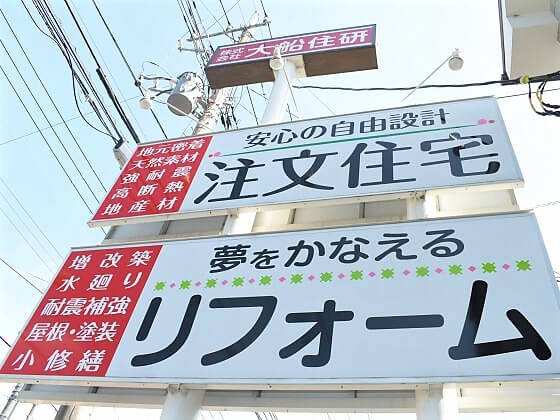 株式会社 大船住研
地元密着
天然素材
強耐震
高断熱
地産材
安心の自由設計
注文住宅
増改築
水廻り
耐震補強
屋根・塗装
小修繕
夢をかなえる
リフォーム